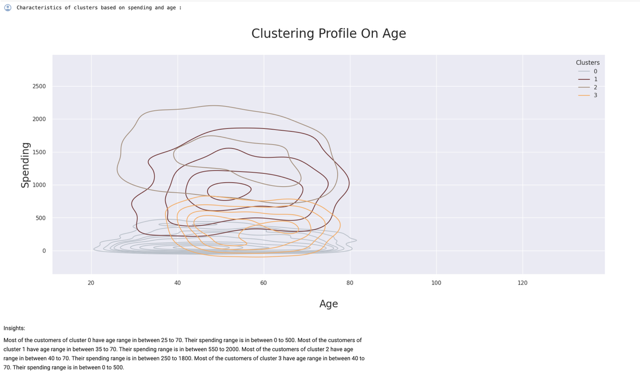 Characteristics of clusters based on spending and age :
Clustering Profile On Age
Clusters
0
1
2
3
2500
2000
1500
1000
500
0
Spending
20
40
60
80
100
120
Age
Insights:
Most of the customers of cluster 0 have age range in between 25 to 70. Their spending range is in between 0 to 500. Most of the customers of
cluster 1 have age range in between 35 to 70. Their spending range is in between 550 to 2000. Most of the customers of cluster 2 have age
range in between 40 to 70. Their spending range is in between 250 to 1800. Most of the customers of cluster 3 have age range in between 40 to
70. Their spending range is in between 0 to 500.